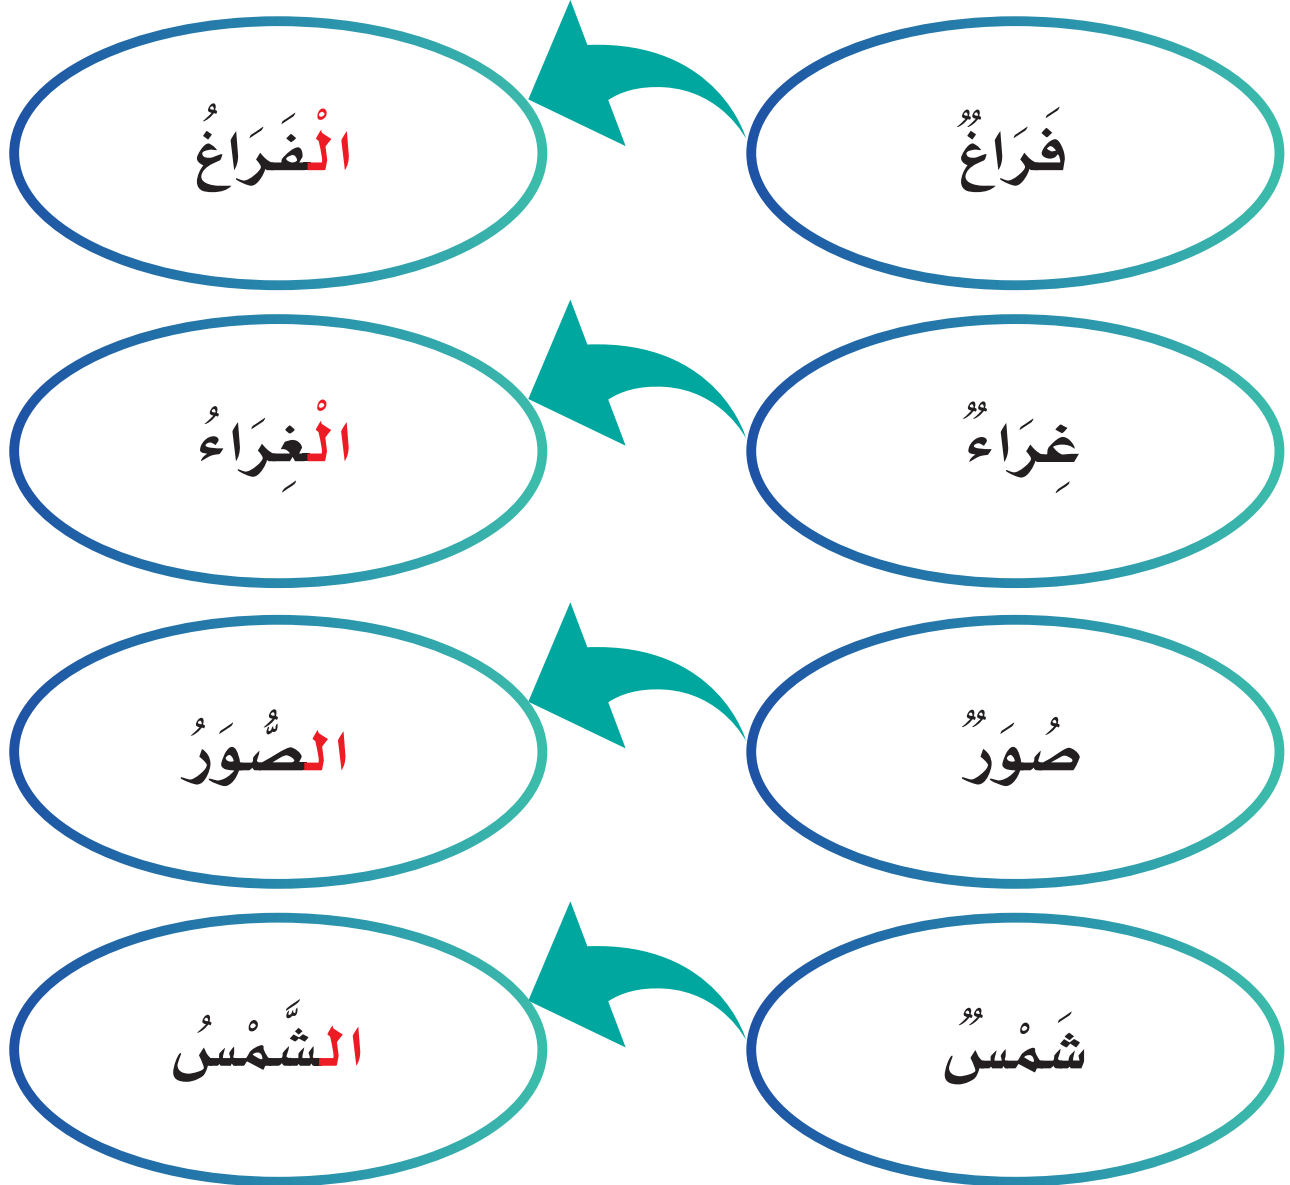 فَرَاغٌ الْفَرَاغُ
غِرَاءٌ الْغِرَاءُ
صُوَرٌ الصُّوَرُ
شَمْسٌ الشَّمْسُ